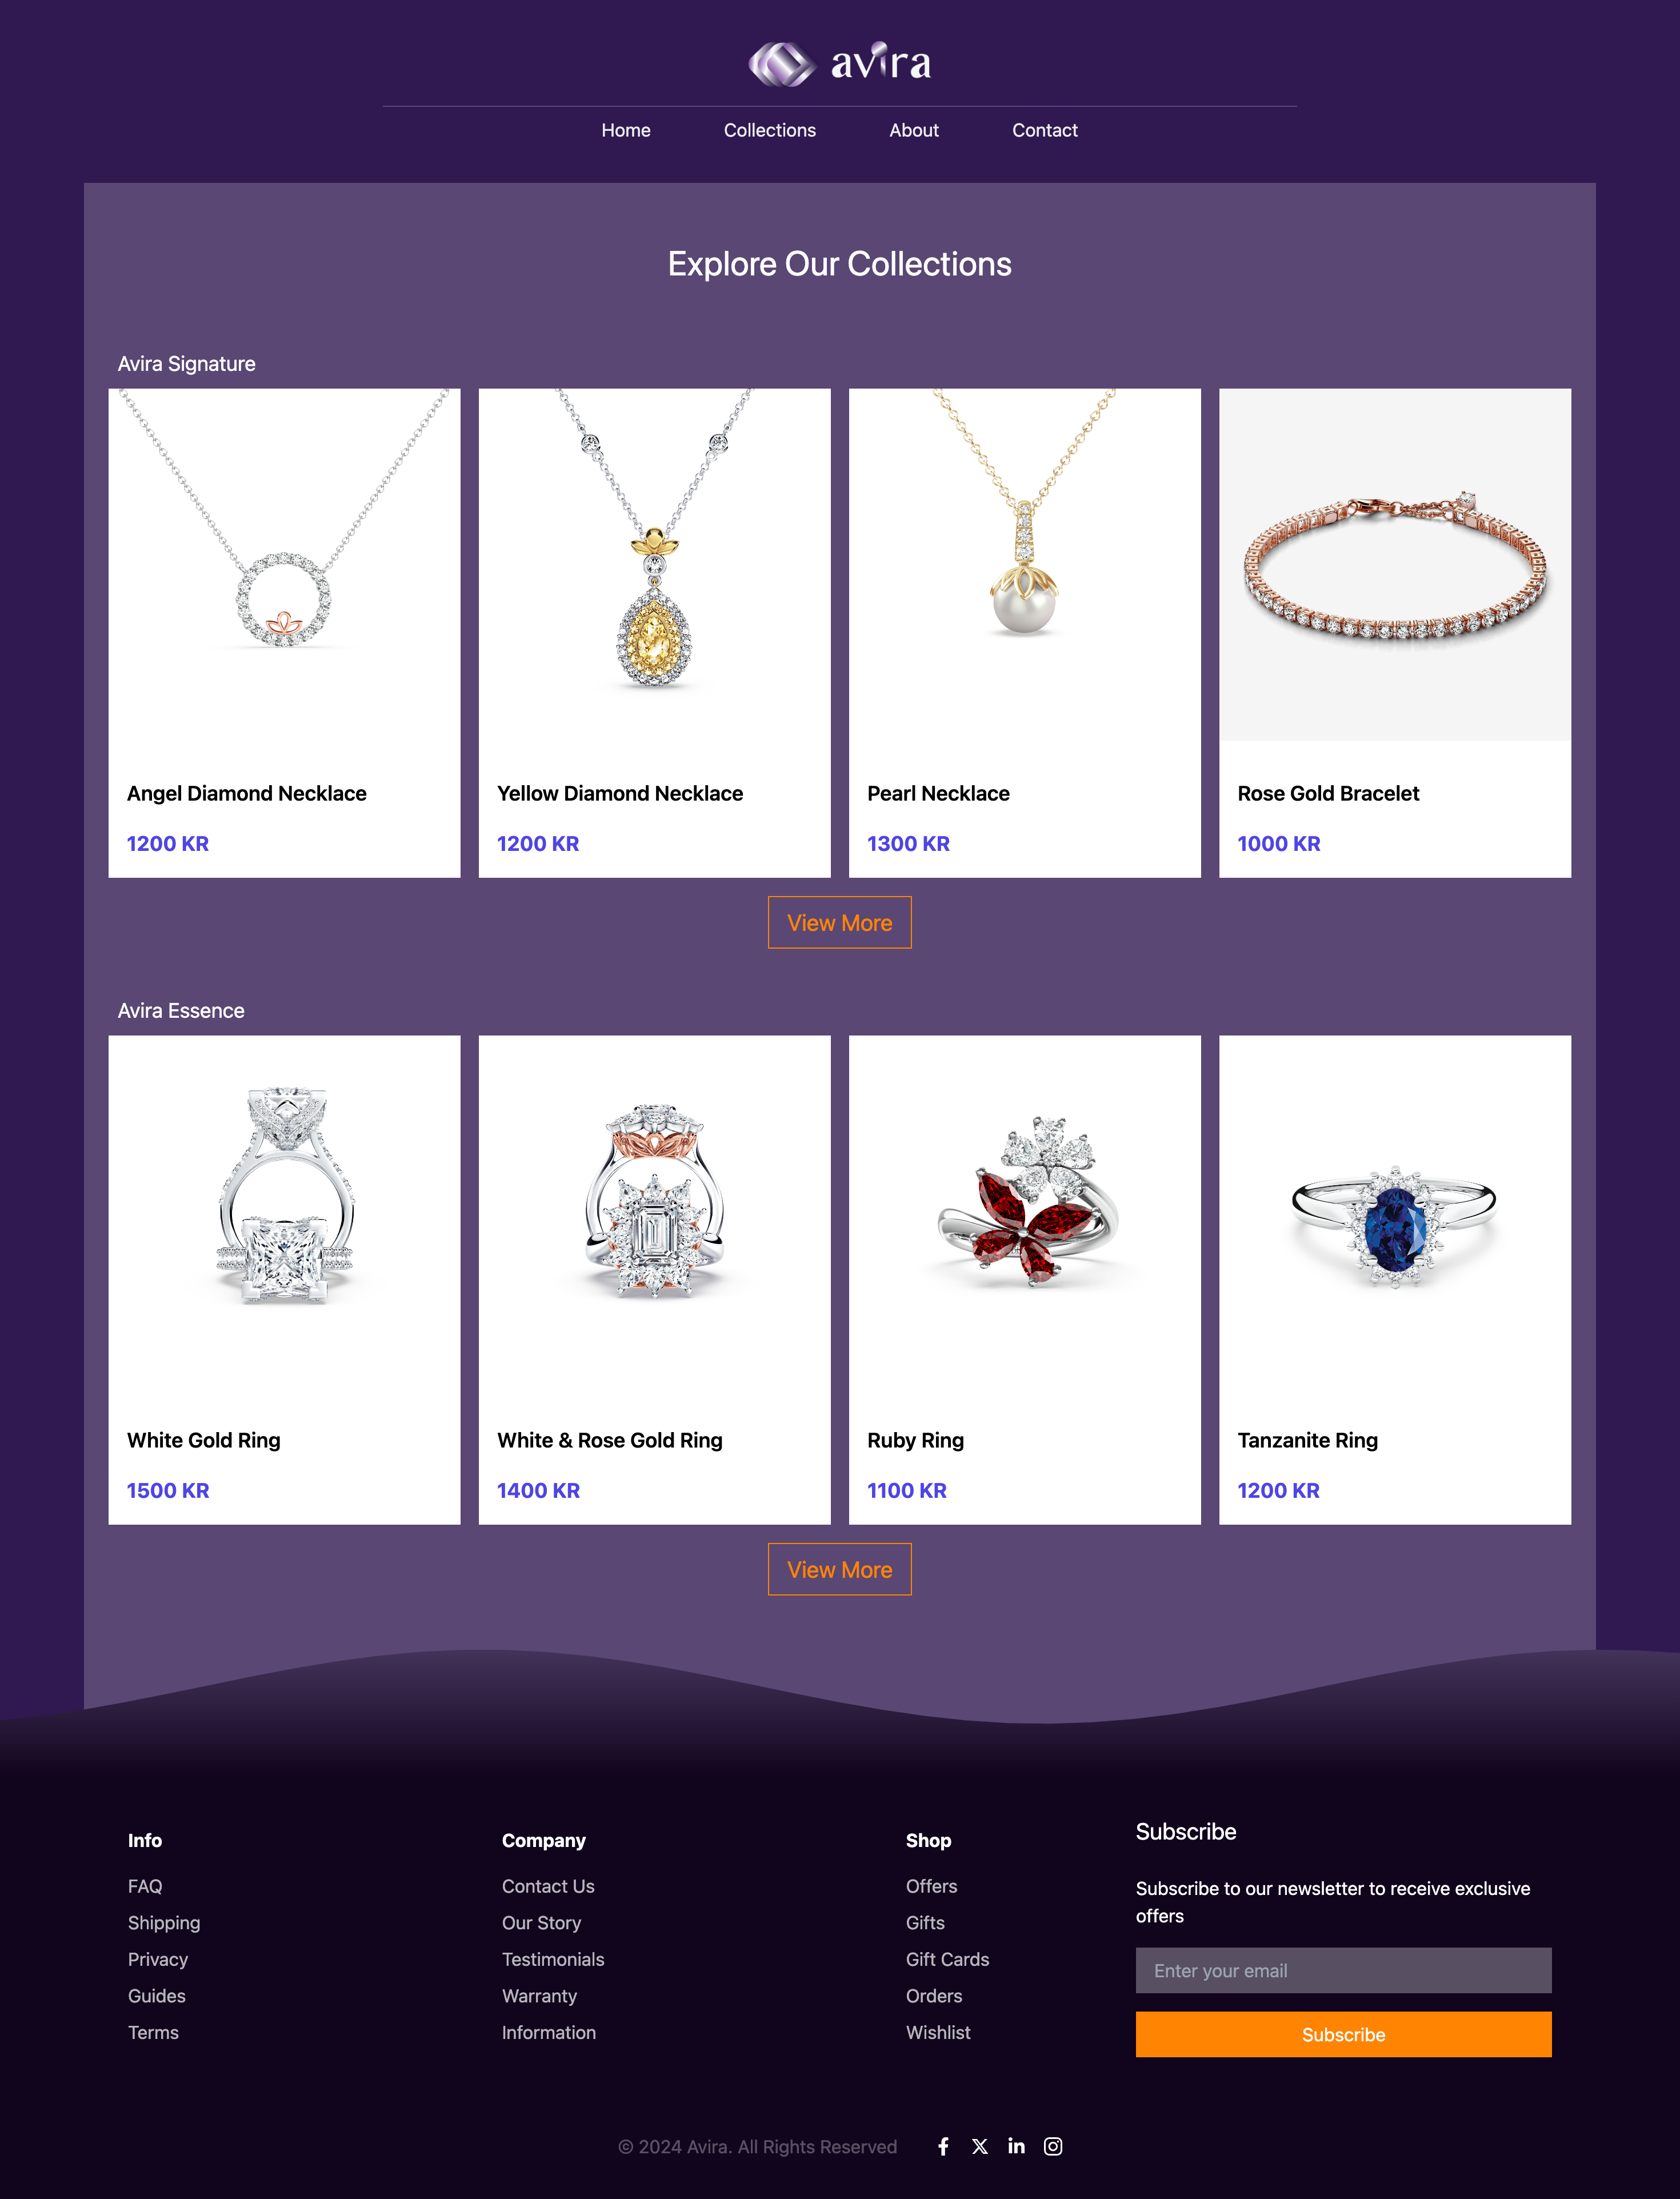 avira
Home
Collections
About
Contact
Explore Our Collections
Avira Signature
Angel Diamond Necklace
1200 KR
Yellow Diamond Necklace
1200 KR
Pearl Necklace
1300 KR
Rose Gold Bracelet
1000 KR
View More
Avira Essence
White Gold Ring
1500 KR
White & Rose Gold Ring
1400 KR
Ruby Ring
1100 KR
Tanzanite Ring
1200 KR
View More
Info
FAQ
Shipping
Privacy
Guides
Terms
Company
Contact Us
Our Story
Testimonials
Warranty
Information
Shop
Offers
Gifts
Gift Cards
Orders
Wishlist
Subscribe
Subscribe to our newsletter to receive exclusive
offers
Enter your email
Subscribe
© 2024 Avira. All Rights Reserved